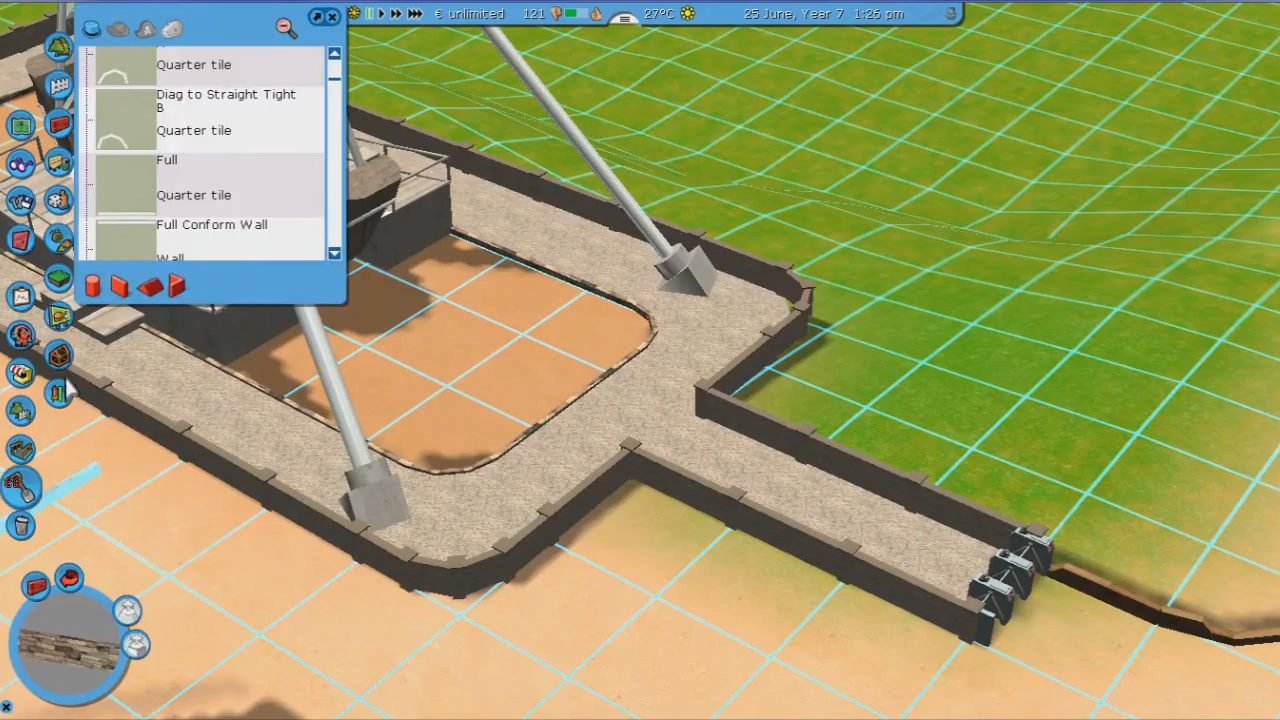 € unlimited 121 27°C 25 June, Year 7 1:26 pm
Quarter tile
Diag to Straight Tight
B
Quarter tile
Full
Quarter tile
Full Conform Wall
Wall